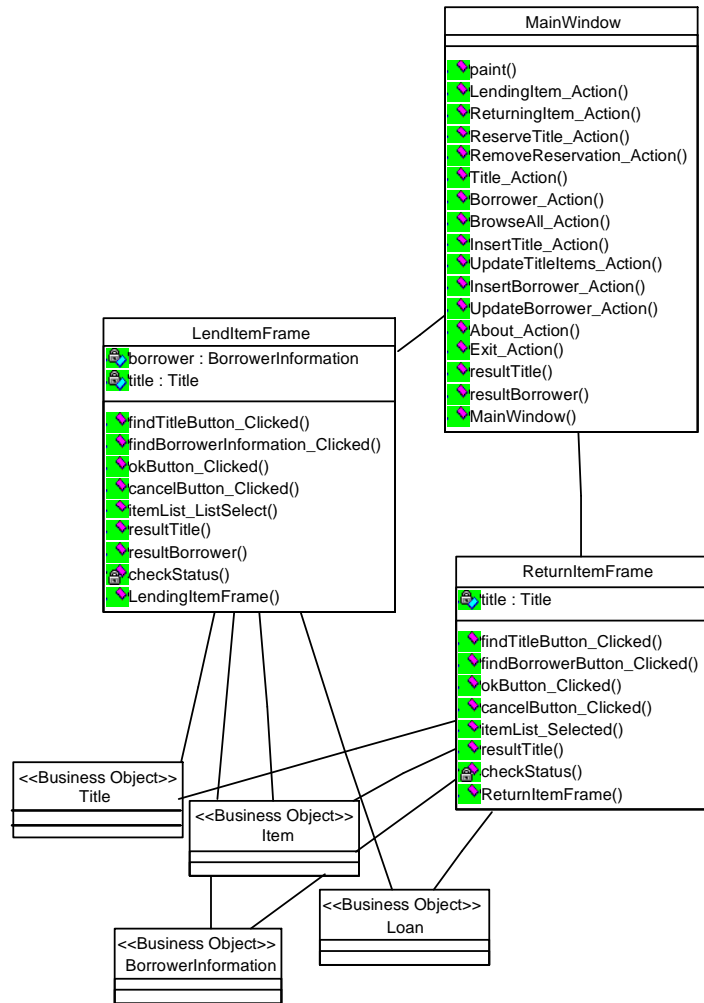 MainWindow
paint()
LendingItem_Action()
ReturningItem_Action()
ReserveTitle_Action()
RemoveReservation_Action()
Title_Action()
Borrower_Action()
BrowseAll_Action()
InsertTitle_Action()
UpdateTitleItems_Action()
InsertBorrower_Action()
UpdateBorrower_Action()
About_Action()
Exit_Action()
resultTitle()
resultBorrower()
MainWindow()
LendItemFrame
borrower : BorrowerInformation
title : Title
findTitleButton_Clicked()
findBorrowerInformation_Clicked()
okButton_Clicked()
cancelButton_Clicked()
itemList_ListSelect()
resultTitle()
resultBorrower()
checkStatus()
LendingItemFrame()
ReturnItemFrame
title : Title
findTitleButton_Clicked()
findBorrowerButton_Clicked()
okButton_Clicked()
cancelButton_Clicked()
itemList_Selected()
resultTitle()
checkStatus()
ReturnItemFrame()
<<Business Object>>
Title
<<Business Object>>
Item
<<Business Object>>
Loan
<<Business Object>>
BorrowerInformation